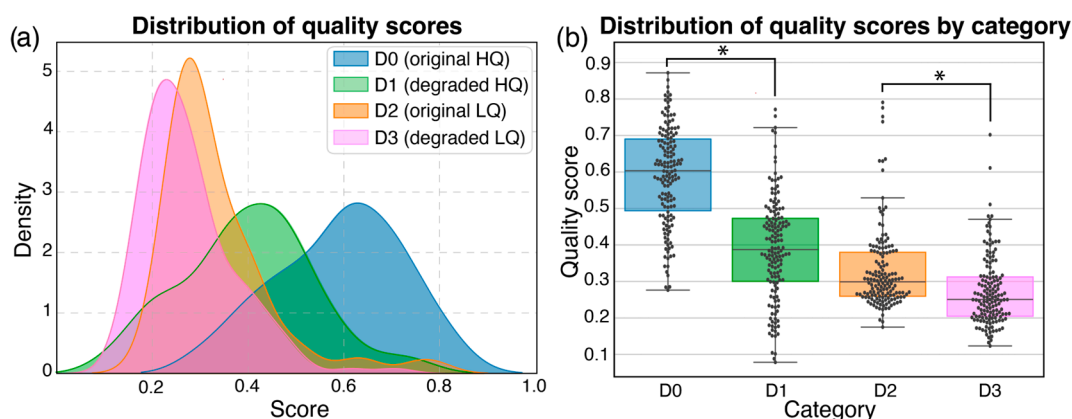 (a)
Distribution of quality scores
D0 (original HQ)
D1 (degraded HQ)
D2 (original LQ)
D3 (degraded LQ)
Density
5
4
3
2
1
0
0.2
0.4
0.6
0.8
1.0
Score
(b)
Distribution of quality scores by category
*
*
Quality score
0.9
0.8
0.7
0.6
0.5
0.4
0.3
0.2
0.1
D0
D1
D2
D3
Category